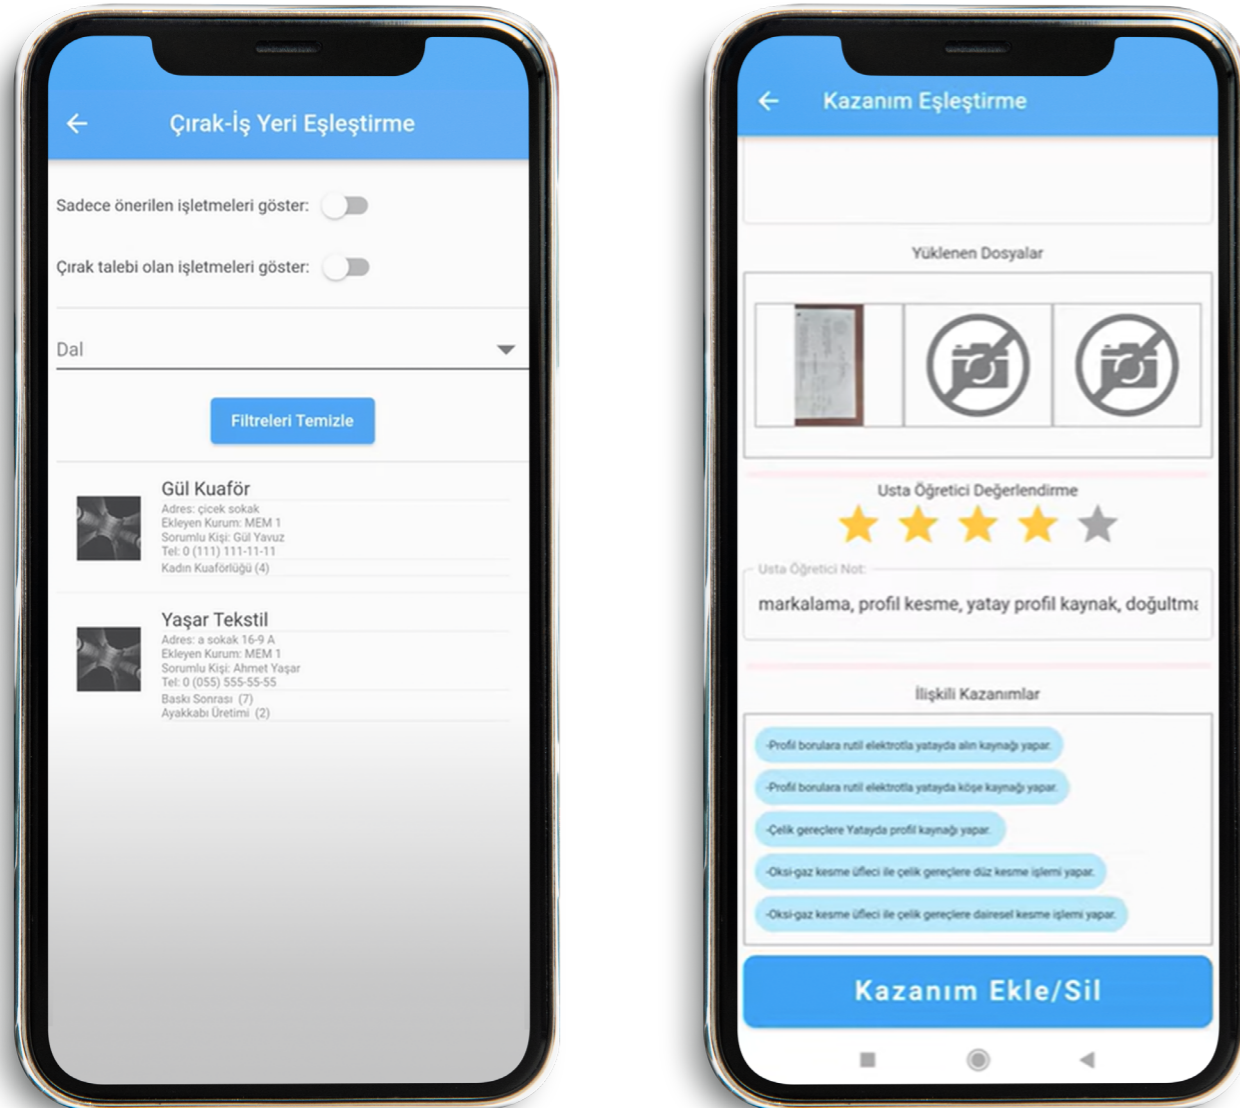 Çırak-İş Yeri Eşleştirme
Sadece önerilen işletmeleri göster:
Çırak talebi olan işletmeleri göster:
Dal
Filtreleri Temizle
Gül Kuaför
Adres: çicek sokak
Ekleyen Kurum: MEM 1
Sorumlu Kişi: Gül Yavuz
Tel: 0 (111) 111-11-11
Kadın Kuaförlüğü (4)
Yaşar Tekstil
Adres: a sokak 16-9 A
Ekleyen Kurum: MEM 1
Sorumlu Kişi: Ahmet Yaşar
Tel: 0 (055) 555-55-55
Baskı Sonrası (7)
Ayakkabı Üretimi (2)
Kazanım Eşleştirme
Yüklenen Dosyalar
Usta Öğretici Değerlendirme
Usta Öğretici Not:
markalama, profil kesme, yatay profil kaynak, doğultma
İlişkili Kazanımlar
-Profil borulara rutil elektrotla yatayda alın kaynağı yapar.
-Profil borulara rutil elektrotla yatayda köşe kaynağı yapar.
-Çelik gereçlere Yatayda profil kaynağı yapar.
-Oksi-gaz kesme üfleci ile çelik gereçlere düz kesme işlemi yapar.
-Oksi-gaz kesme üfleci ile çelik gereçlere dairesel kesme işlemi yapar.
Kazanım Ekle/Sil